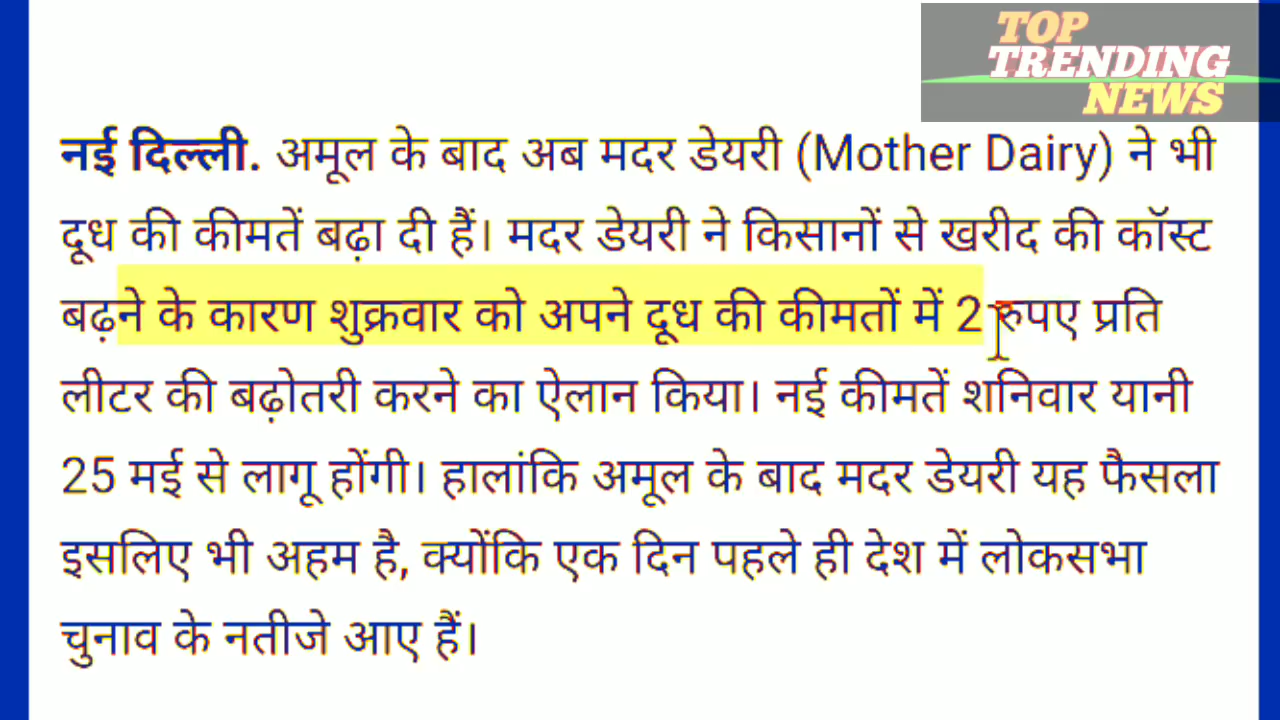 TOP
TRENDING
NEWS
नई दिल्ली. अमूल के बाद अब मदर डेयरी (Mother Dairy) ने भी
दूध की कीमतें बढ़ा दी हैं। मदर डेयरी ने किसानों से खरीद की कॉस्ट
बढ़ने के कारण शुक्रवार को अपने दूध की कीमतों में 2 रुपए प्रति
लीटर की बढ़ोतरी करने का ऐलान किया। नई कीमतें शनिवार यानी
25 मई से लागू होंगी। हालांकि अमूल के बाद मदर डेयरी यह फैसला
इसलिए भी अहम है, क्योंकि एक दिन पहले ही देश में लोकसभा
चुनाव के नतीजे आए हैं।